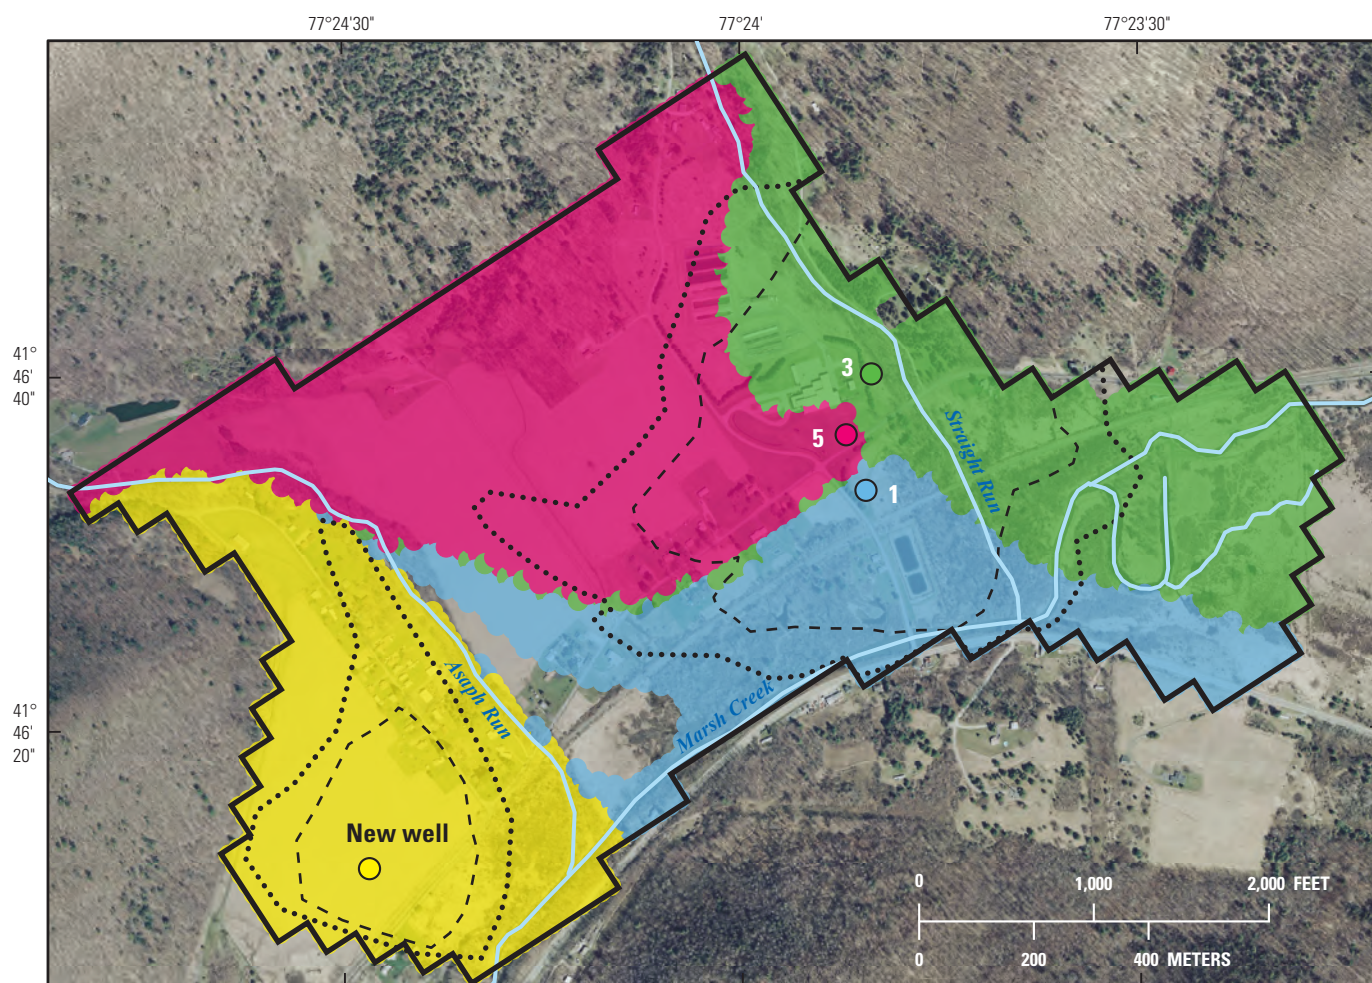 77°24'30"
77°24'
77°23'30"
41°
46'
40"
3
5
1
Straight Run
41°
46'
20"
Asaph Run
Marsh Creek
New well
0
1,000
2,000 FEET
0
200
400 METERS